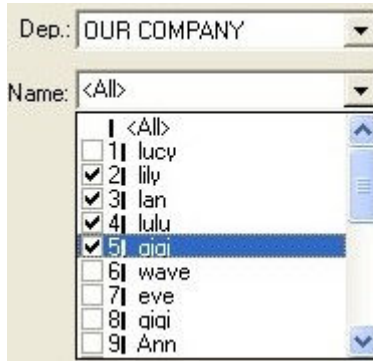 Dep.: OUR COMPANY
Name: <All>
| <All>
1| lucy
2| lily
3| lan
4| lulu
5| qiqi
6| wave
7| eve
8| qiqi
9| Ann